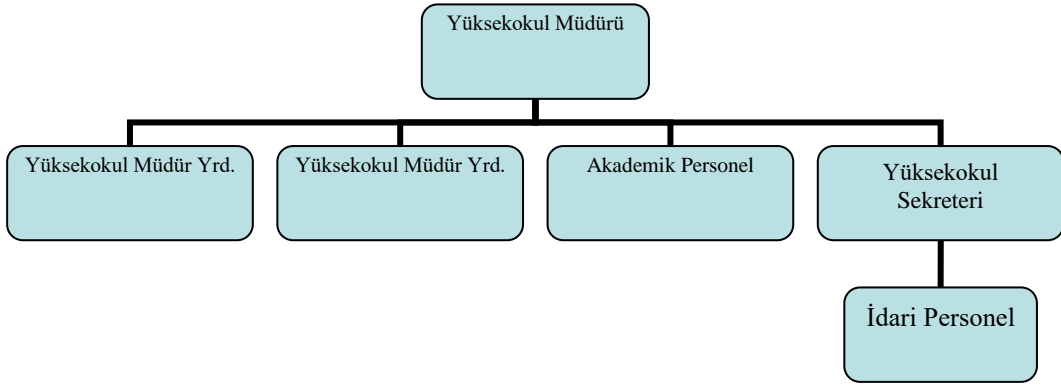 Yüksekokul Müdürü
Yüksekokul Müdür Yrd.
Yüksekokul Müdür Yrd.
Akademik Personel
Yüksekokul
Sekreteri
İdari Personel